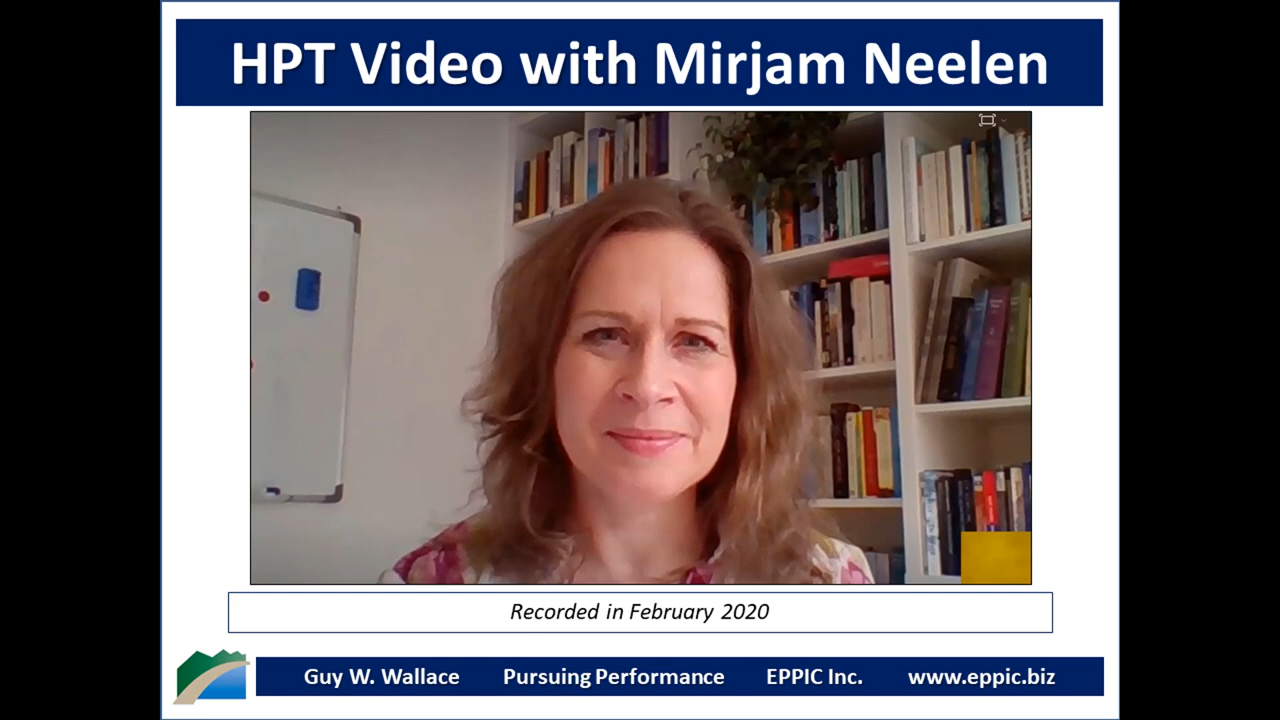 HPT Video with Mirjam Neelen
Recorded in February 2020
Guy W. Wallace Pursuing Performance EPPIC Inc. www.eppic.biz